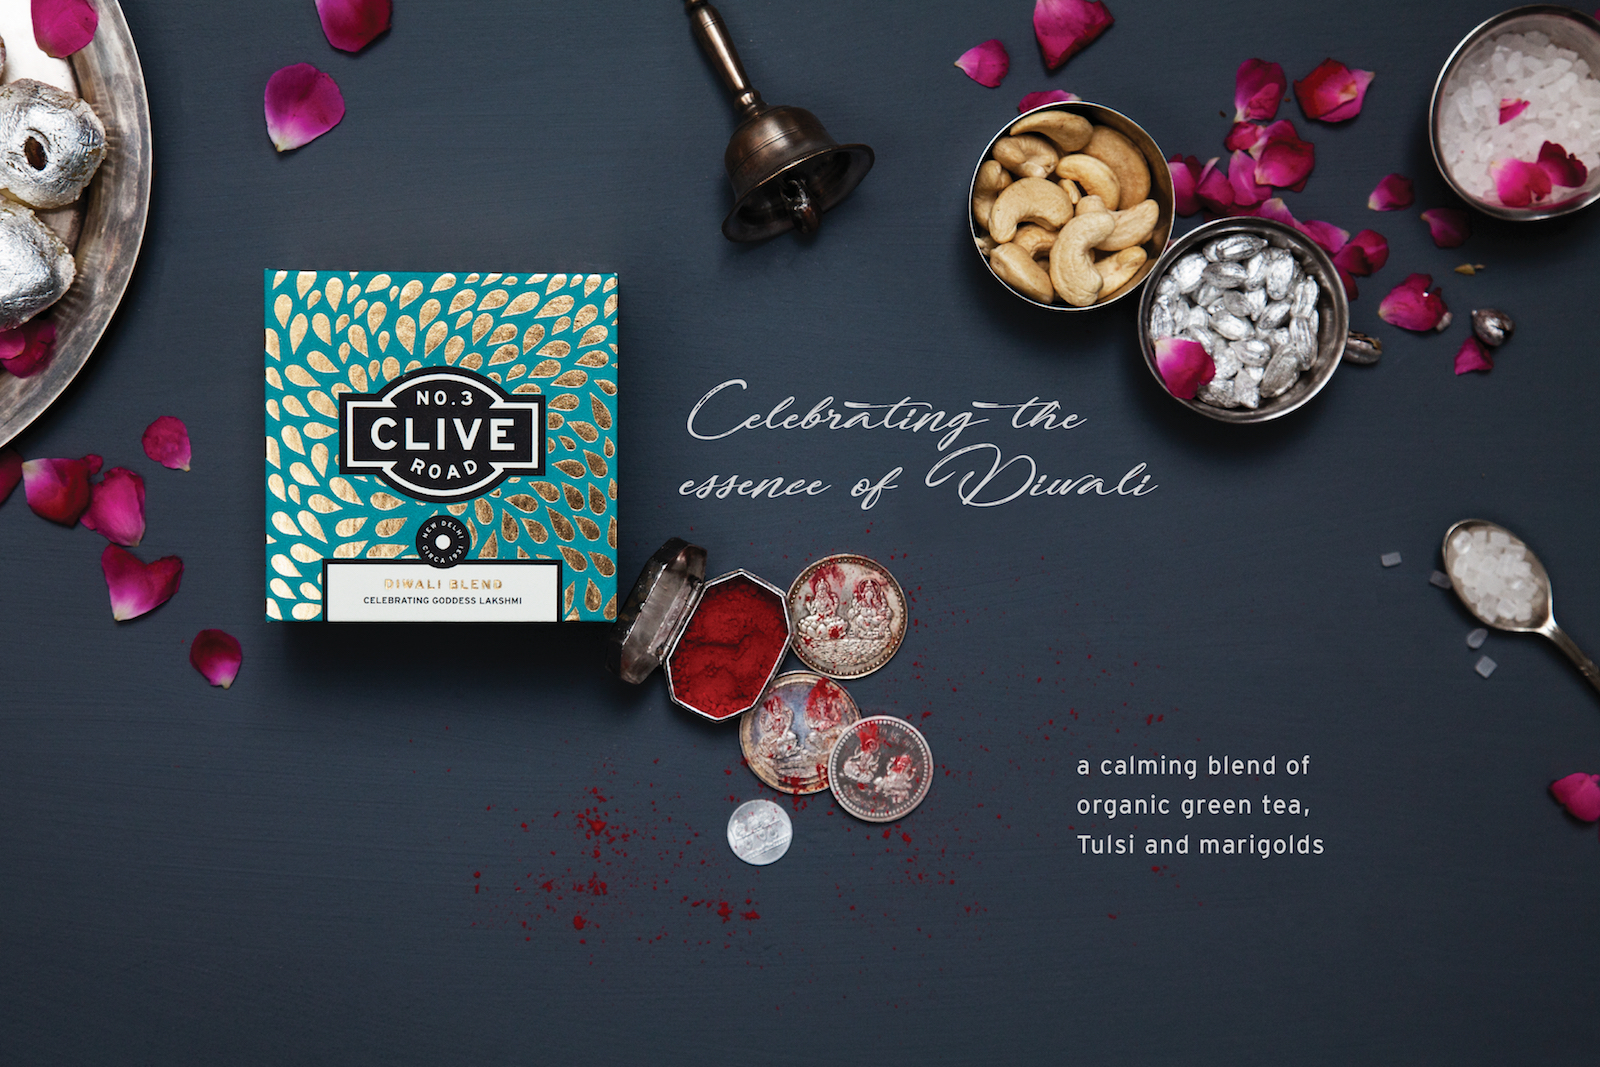 NO.3
CLIVE
ROAD
NEW DELHI
CIRCA 1931
DIWALI BLEND
CELEBRATING GODDESS LAKSHMI
Celebrating the
essence of Diwali
a calming blend of
organic green tea,
Tulsi and marigolds